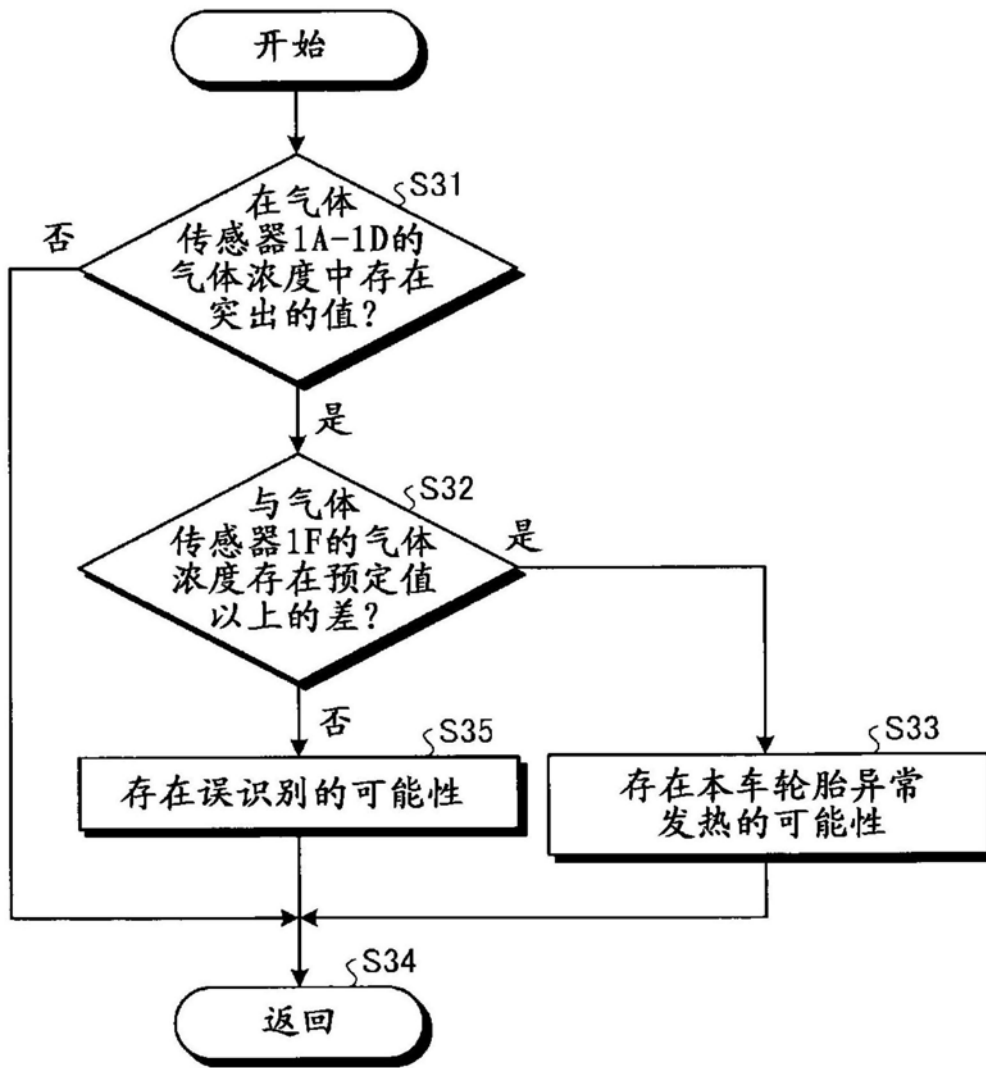 开始
S31
在气体
传感器1A-1D的
气体浓度中存在
突出的值?
否
是
S32
与气体
传感器1F的气体
浓度存在预定值
以上的差?
是
否
S35
存在误识别的可能性
S33
存在本车轮胎异常
发热的可能性
S34
返回